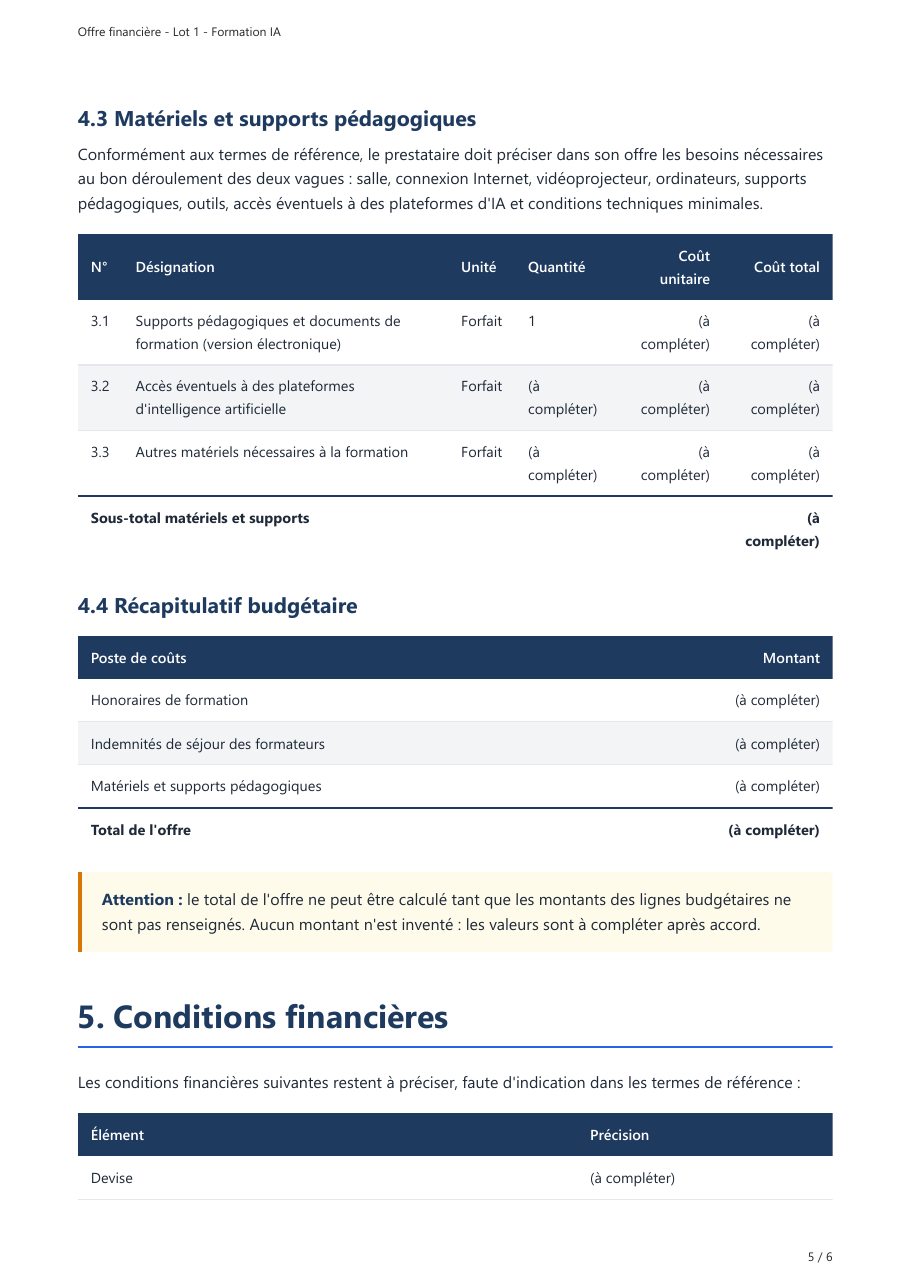 Offre financière - Lot 1 - Formation IA
4.3 Matériels et supports pédagogiques
Conformément aux termes de référence, le prestataire doit préciser dans son offre les besoins nécessaires
au bon déroulement des deux vagues : salle, connexion Internet, vidéoprojecteur, ordinateurs, supports
pédagogiques, outils, accès éventuels à des plateformes d'IA et conditions techniques minimales.
N° Désignation Unité Quantité Coût unitaire Coût total
3.1 Supports pédagogiques et documents de Forfait 1 (à (à
formation (version électronique) compléter) compléter)
3.2 Accès éventuels à des plateformes Forfait (à (à (à
d'intelligence artificielle compléter) compléter) compléter)
3.3 Autres matériels nécessaires à la formation Forfait (à (à (à
compléter) compléter) compléter)
Sous-total matériels et supports (à
compléter)
4.4 Récapitulatif budgétaire
Poste de coûts Montant
Honoraires de formation (à compléter)
Indemnités de séjour des formateurs (à compléter)
Matériels et supports pédagogiques (à compléter)
Total de l'offre (à compléter)
Attention : le total de l'offre ne peut être calculé tant que les montants des lignes budgétaires ne
sont pas renseignés. Aucun montant n'est inventé : les valeurs sont à compléter après accord.
5. Conditions financières
Les conditions financières suivantes restent à préciser, faute d'indication dans les termes de référence :
Élément Précision
Devise (à compléter)
5 / 6